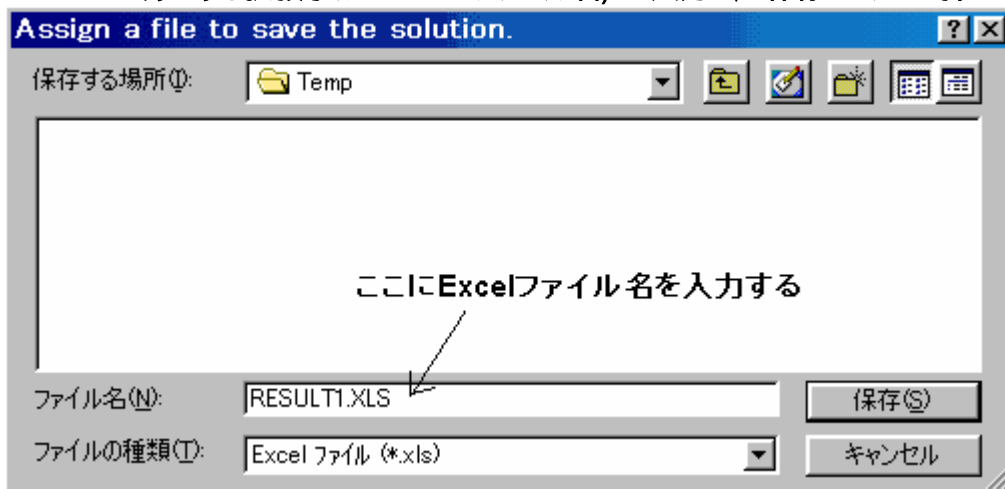 Assign a file to save the solution.
保存する場所(I):
Temp
ここにExcelファイル名を入力する
ファイル名(N):
RESULT1.XLS
保存(S)
ファイルの種類(T):
Excel ファイル (*.xls)
キャンセル